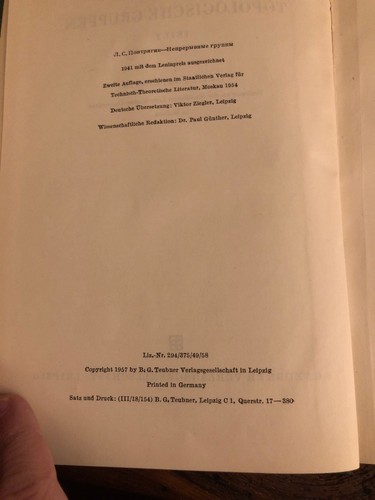 Л. С. Понтрягин—Непрерывные группы
1941 mit dem Leninpreis ausgezeichnet
Zweite Auflage, erschienen im Staatlichen Verlag für
Technisch-Theoretische Literatur, Moskau 1954
Deutsche Übersetzung: Viktor Ziegler, Leipzig
Wissenschaftliche Redaktion: Dr. Paul Günther, Leipzig
Liz.-Nr. 294/375/49/58
Copyright 1957 by B. G. Teubner Verlagsgesellschaft in Leipzig
Printed in Germany
Satz und Druck: (III/18/154) B. G. Teubner, Leipzig C 1, Querstr. 17—380